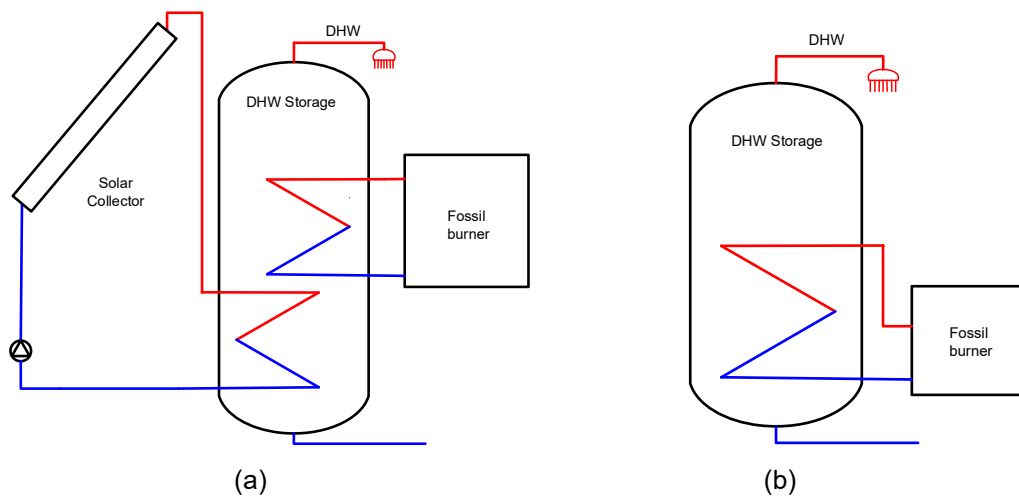 DHW
DHW Storage
Solar
Collector
Fossil
burner
(a)
DHW
DHW Storage
Fossil
burner
(b)